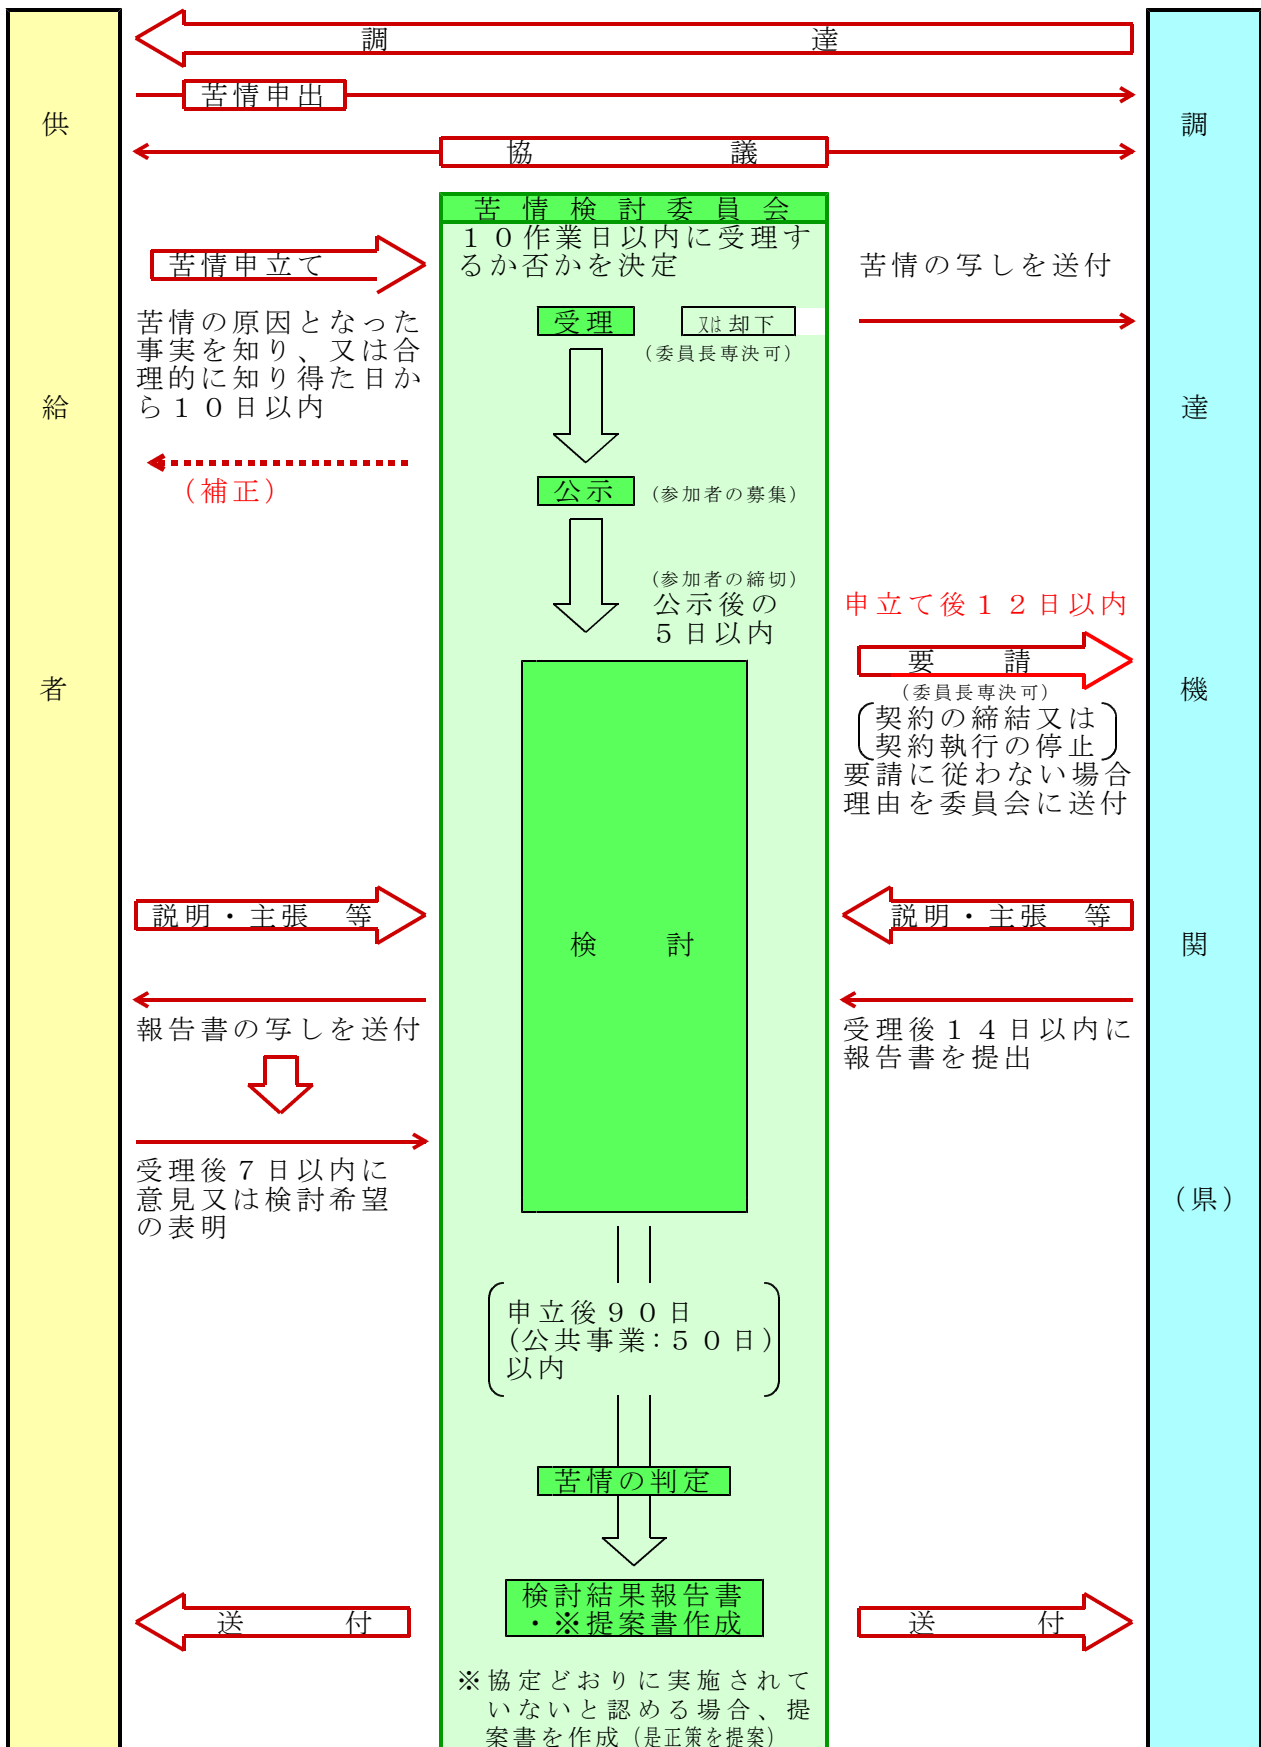 調　達
苦情申出
協　議
供給者
調達機関（県）
苦情検討委員会
１０作業日以内に受理す
るか否かを決定
苦情申立て
苦情の写しを送付
苦情の原因となった
事実を知り、又は合
理的に知り得た日か
ら１０日以内
受理
又は却下
（委員長専決可）
（補正）
公示
（参加者の募集）
（参加者の締切）
公示後の
５日以内
申立て後１２日以内
要　請
（委員長専決可）
契約の締結又は
契約執行の停止
要請に従わない場合
理由を委員会に送付
説明・主張　等
検　討
説明・主張　等
報告書の写しを送付
受理後１４日以内に
報告書を提出
受理後７日以内に
意見又は検討希望
の表明
申立後９０日
（公共事業：５０日）
以内
苦情の判定
検討結果報告書
・※提案書作成
送　付
送　付
※協定どおりに実施されて
いないと認める場合、提
案書を作成（是正策を提案）